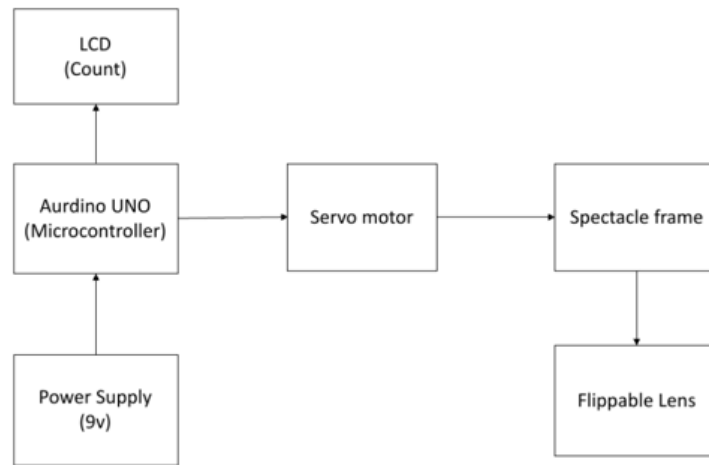 LCD
(Count)
Aurdino UNO
(Microcontroller)
Servo motor
Spectacle frame
Power Supply
(9v)
Flippable Lens